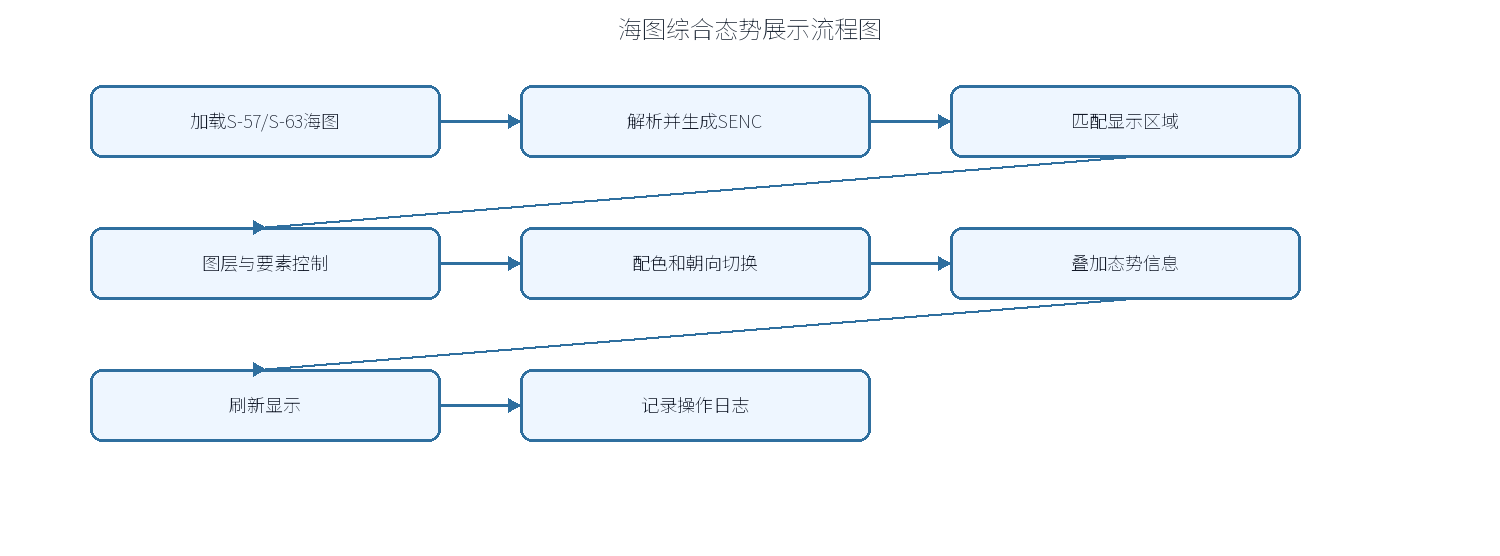 海图综合态势展示流程图
加载S-57/S-63海图
解析并生成SENC
匹配显示区域
图层与要素控制
配色和朝向切换
叠加态势信息
刷新显示
记录操作日志